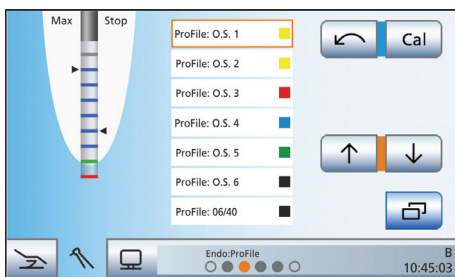 Max Stop
ProFile: O.S. 1
ProFile: O.S. 2
ProFile: O.S. 3
ProFile: O.S. 4
ProFile: O.S. 5
ProFile: O.S. 6
ProFile: 06/40
Cal
Endo:ProFile
B
10:45:03